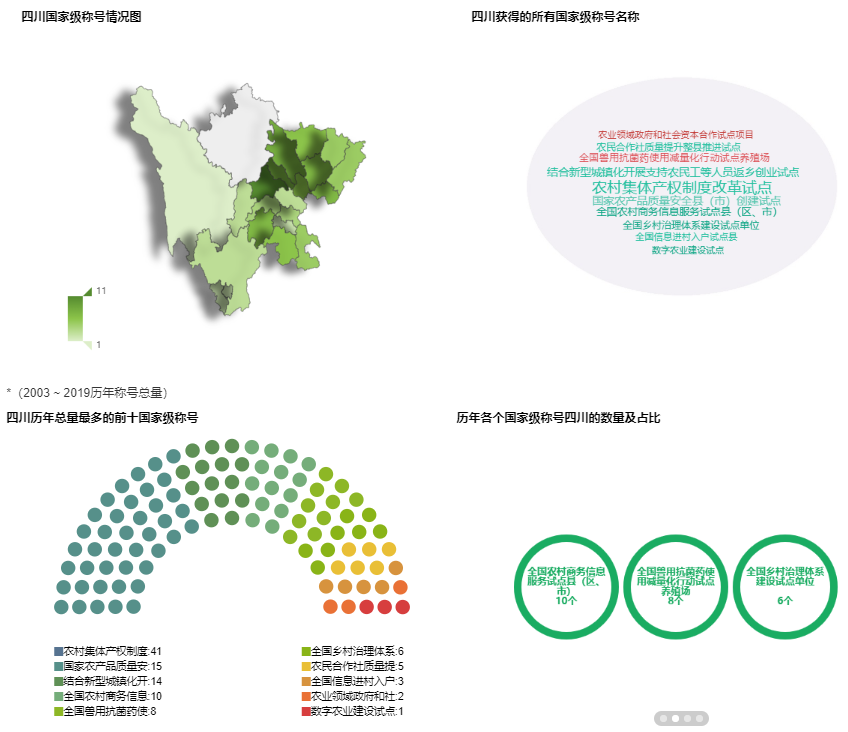 四川国家级称号情况图
四川获得的所有国家级称号名称
农业领域政府和社会资本合作试点项目
农民合作社质量提升整县推进试点
全国兽用抗菌药使用减量化行动试点养殖场
结合新型城镇化开展支持农民工等人员返乡创业试点
农村集体产权制度改革试点
国家农产品质量安全县（市）创建试点
全国农村商务信息服务试点县（区、市）
全国乡村治理体系建设试点单位
全国信息进村入户试点县
数字农业建设试点
11
1
*（2003 ~ 2019历年称号总量）
四川历年总量最多的前十国家级称号
历年各个国家级称号四川的数量及占比
农村集体产权制度:41
国家农产品质量安:15
结合新型城镇化开:14
全国农村商务信息:10
全国兽用抗菌药使:8
全国乡村治理体系:6
农民合作社质量提:5
全国信息进村入户:3
农业领域政府和社:2
数字农业建设试点:1
全国农村商务信息
服务试点县（区、
市）
10个
全国兽用抗菌药使
用减量化行动试点
养殖场
8个
全国乡村治理体系
建设试点单位
6个